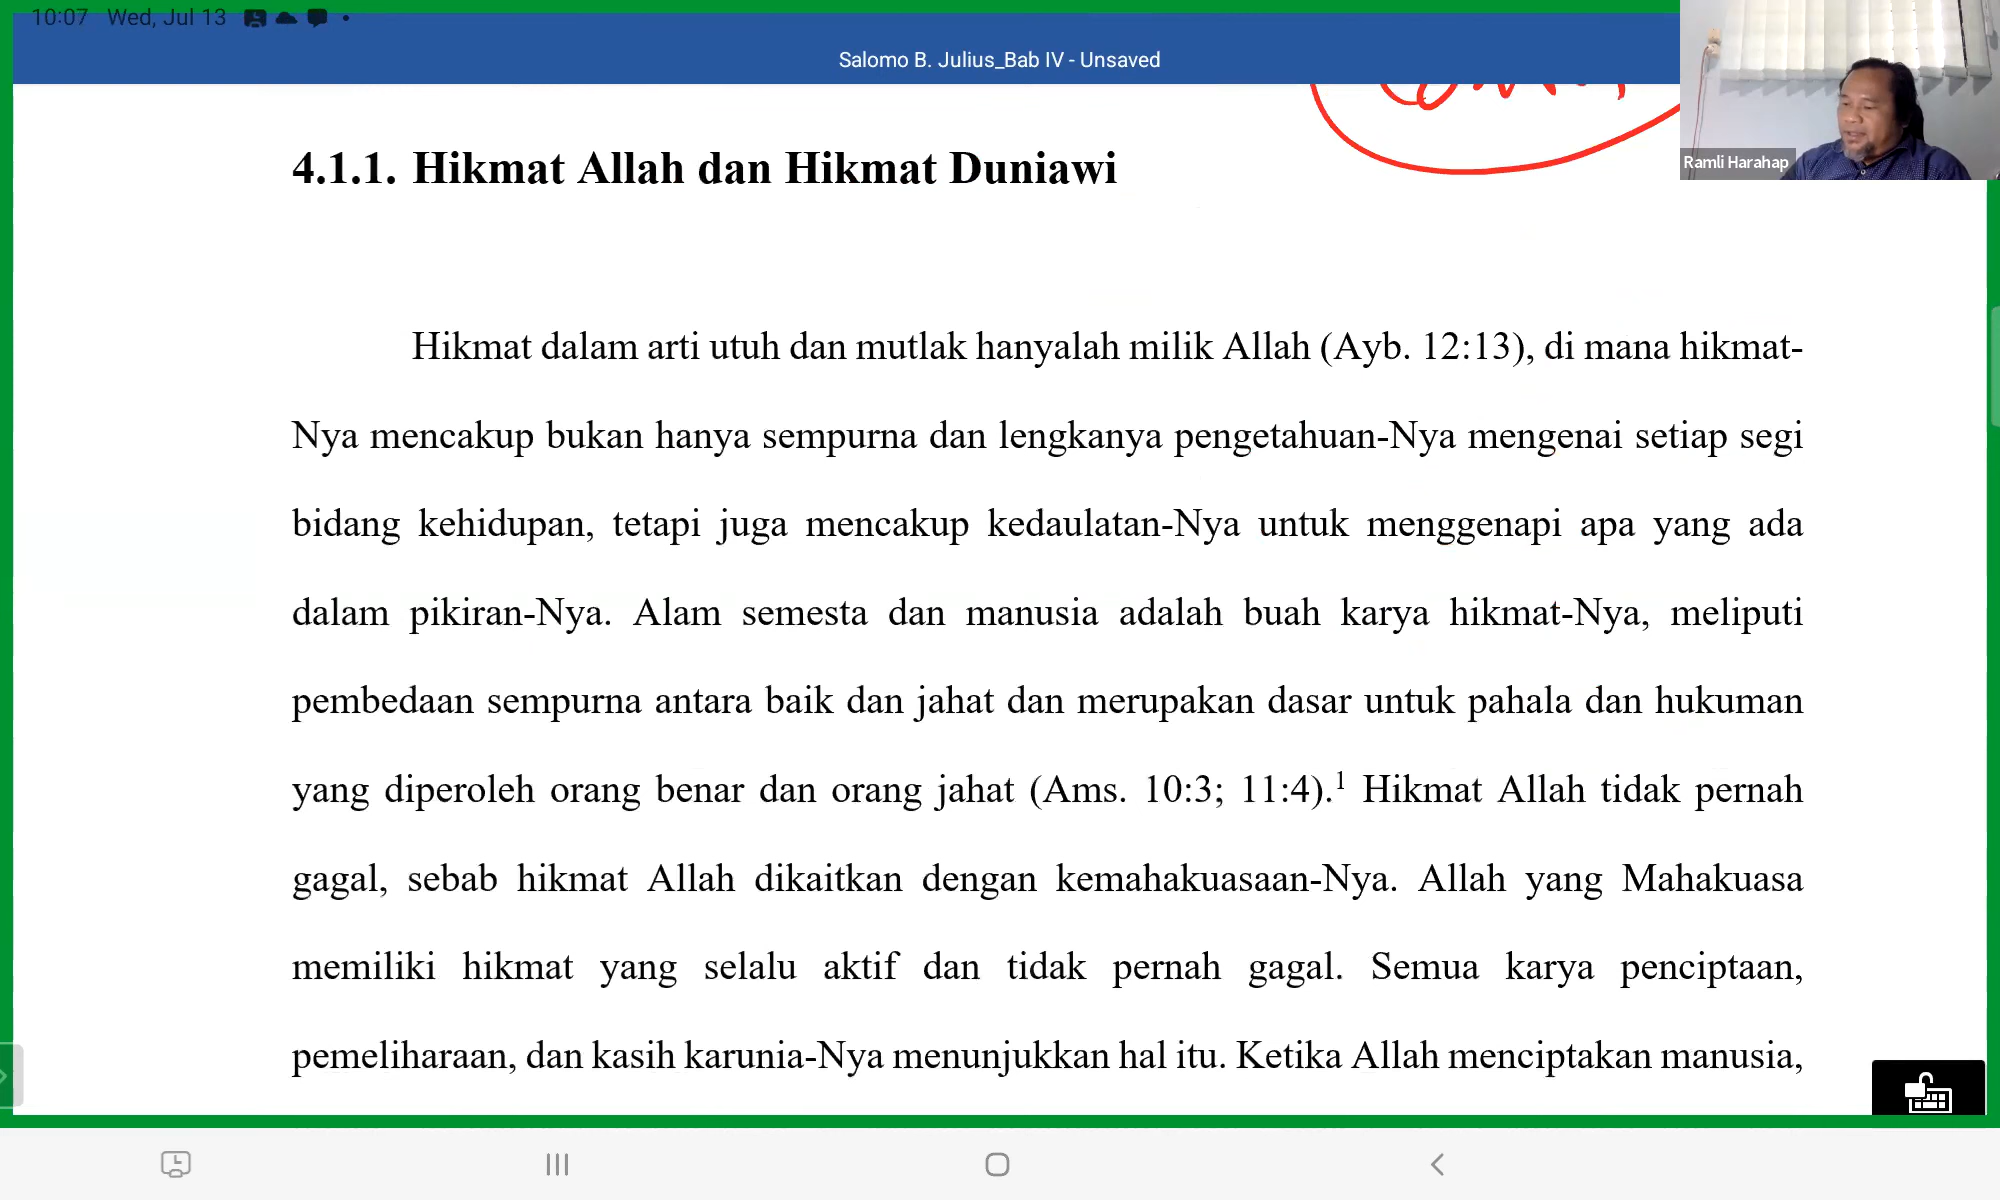 10:07 Wed, Jul 13
Salomo B. Julius_Bab IV - Unsaved
Ramli Harahap
4.1.1. Hikmat Allah dan Hikmat Duniawi
Hikmat dalam arti utuh dan mutlak hanyalah milik Allah (Ayb. 12:13), di mana hikmat-
Nya mencakup bukan hanya sempurna dan lengkanya pengetahuan-Nya mengenai setiap segi
bidang kehidupan, tetapi juga mencakup kedaulatan-Nya untuk menggenapi apa yang ada
dalam pikiran-Nya. Alam semesta dan manusia adalah buah karya hikmat-Nya, meliputi
pembedaan sempurna antara baik dan jahat dan merupakan dasar untuk pahala dan hukuman
yang diperoleh orang benar dan orang jahat (Ams. 10:3; 11:4).¹ Hikmat Allah tidak pernah
gagal, sebab hikmat Allah dikaitkan dengan kemahakuasaan-Nya. Allah yang Mahakuasa
memiliki hikmat yang selalu aktif dan tidak pernah gagal. Semua karya penciptaan,
pemeliharaan, dan kasih karunia-Nya menunjukkan hal itu. Ketika Allah menciptakan manusia,